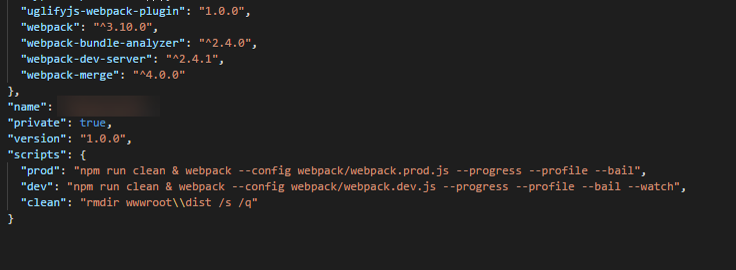 "uglifyjs-webpack-plugin": "1.0.0",
"webpack": "^3.10.0",
"webpack-bundle-analyzer": "^2.4.0",
"webpack-dev-server": "^2.4.1",
"webpack-merge": "^4.0.0"
},
"name":
"private": true,
"version": "1.0.0",
"scripts": {
"prod": "npm run clean & webpack --config webpack/webpack.prod.js --progress --profile --bail",
"dev": "npm run clean & webpack --config webpack/webpack.dev.js --progress --profile --bail --watch",
"clean": "rmdir wwwroot\\dist /s /q"
}